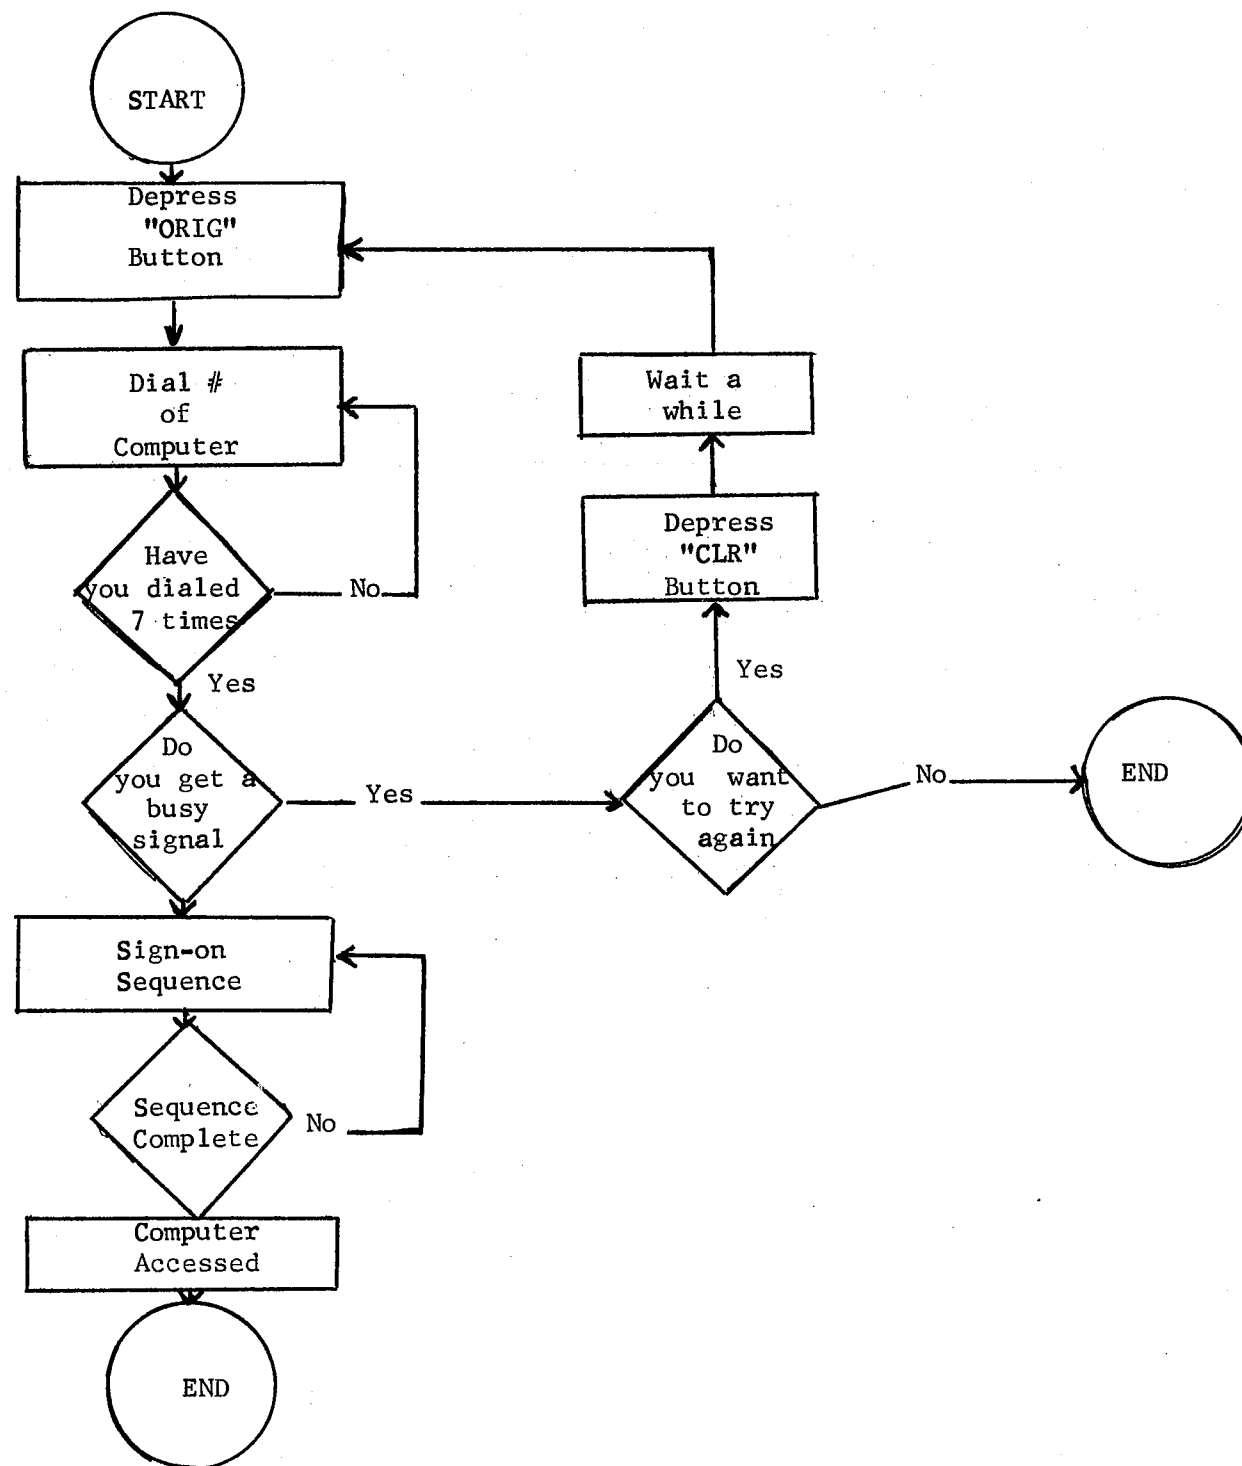 START
Depress
"ORIG"
Button
Dial #
of
Computer
Have
you dialed
7 times
No
Yes
Do
you get a
busy
signal
Yes
Do
you want
to try
again
No
END
Yes
Depress
"CLR"
Button
Wait a
while
Sign-on
Sequence
Sequence
Complete
No
Computer
Accessed
END